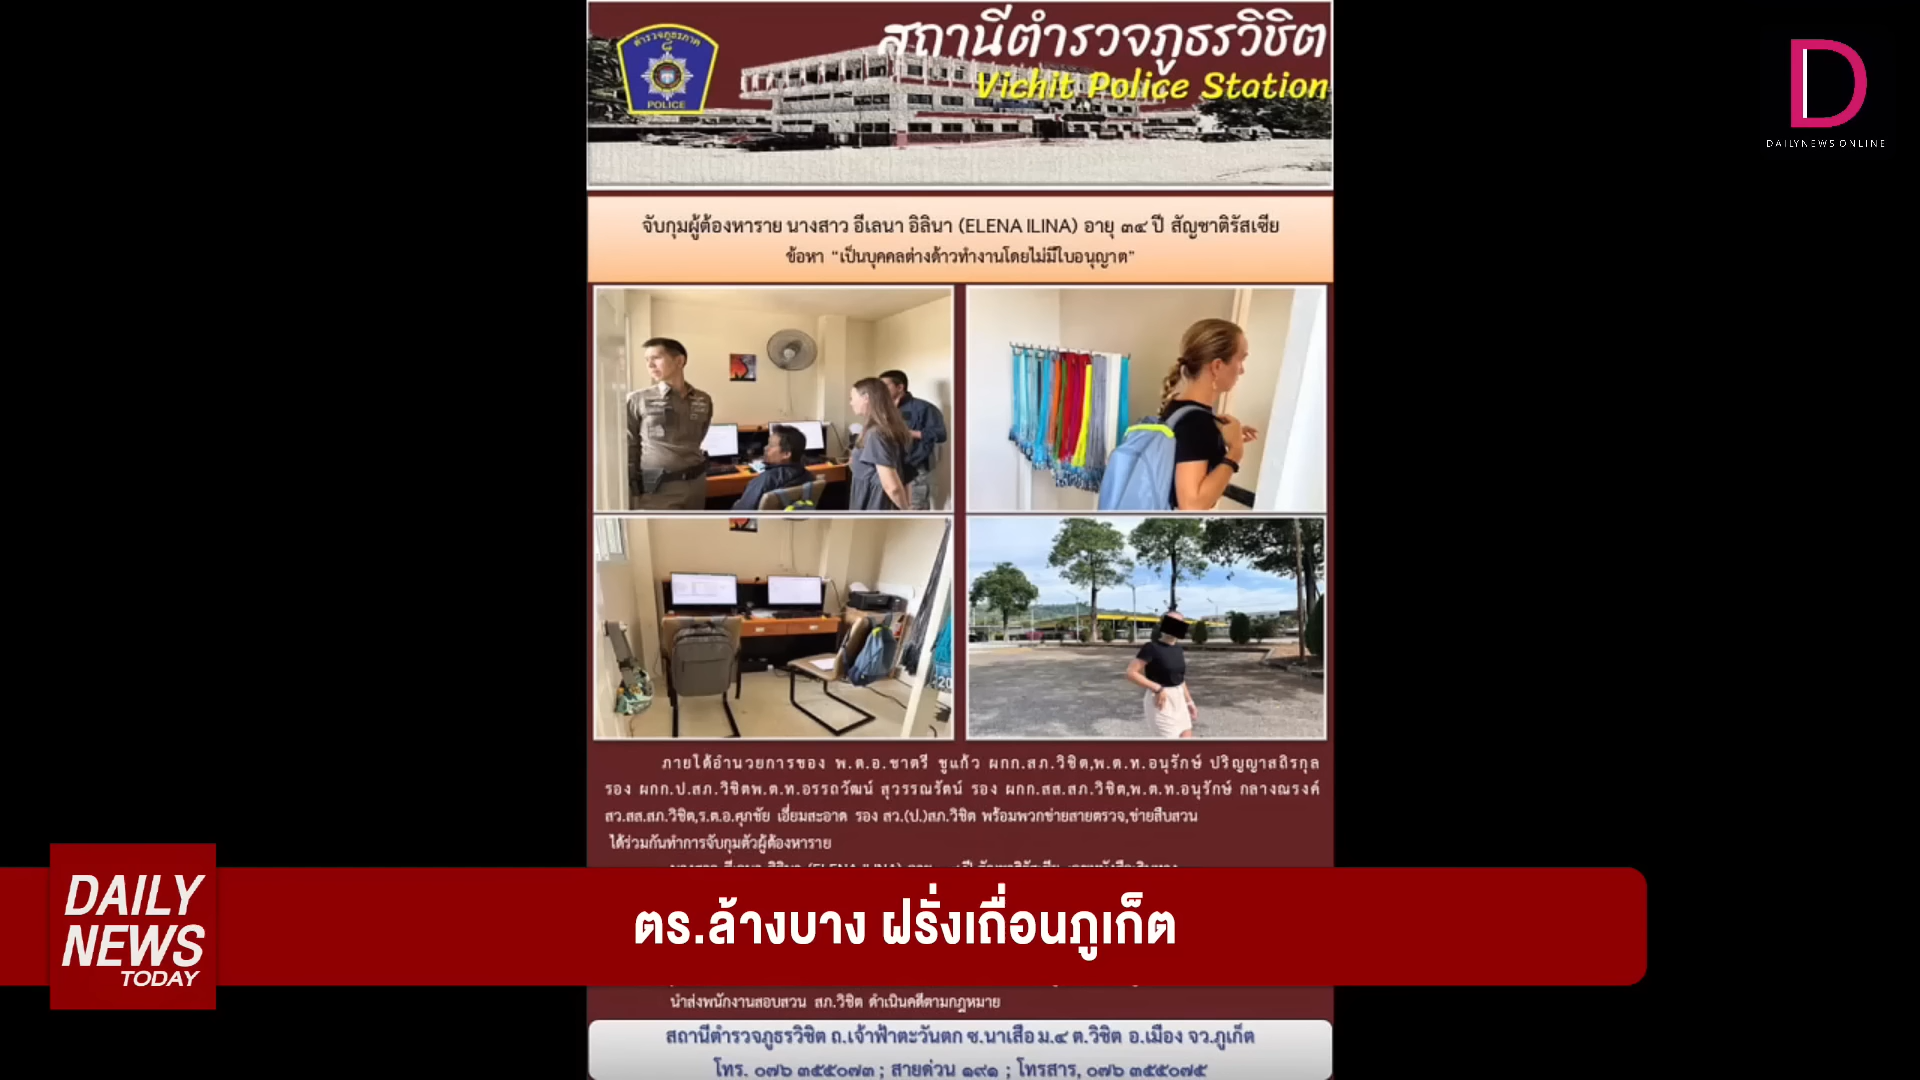 สถานีตำรวจภูธรวิชิต
Vichit Police Station
ตำรวจภูธรภาค ๘
POLICE
D
DAILYNEWS ONLINE
จับกุมผู้ต้องหาราย นางสาว อีเลนา อิลินา (ELENA ILINA) อายุ ๓๔ ปี สัญชาติรัสเซีย
ข้อหา “เป็นบุคคลต่างด้าวทำงานโดยไม่มีใบอนุญาต”
ภายใต้อำนวยการของ พ.ต.อ.ชาตรี ชูแก้ว ผกก.สภ.วิชิต,พ.ต.ท.อนุรักษ์ ปริญญาสถิรกุล
รอง ผกก.ป.สภ.วิชิตพ.ต.ท.อรรถวัฒน์ สุวรรณรัตน์ รอง ผกก.สส.สภ.วิชิต,พ.ต.ท.อนุรักษ์ กลางณรงค์
สว.สส.สภ.วิชิต,ร.ต.อ.ศุภชัย เอี่ยมสะอาด รอง สว.(ป.)สภ.วิชิต พร้อมพวกข่ายสายตรวจ,ข่ายสืบสวน
ได้ร่วมกันทำการจับกุมตัวผู้ต้องหาราย
DAILY
NEWS
TODAY
ตร.ล้างบาง ฝรั่งเถื่อนภูเก็ต
นำส่งพนักงานสอบสวน สภ.วิชิต ดำเนินคดีตามกฎหมาย
สถานีตำรวจภูธรวิชิต ถ.เจ้าฟ้าตะวันตก ซ.นาเสือ ม.๔ ต.วิชิต อ.เมือง จว.ภูเก็ต
โทร. ๐๗๖ ๓๕๕๐๗๓ ; สายด่วน ๑๙๑ ; โทรสาร, ๐๗๖ ๓๕๕๐๗๕